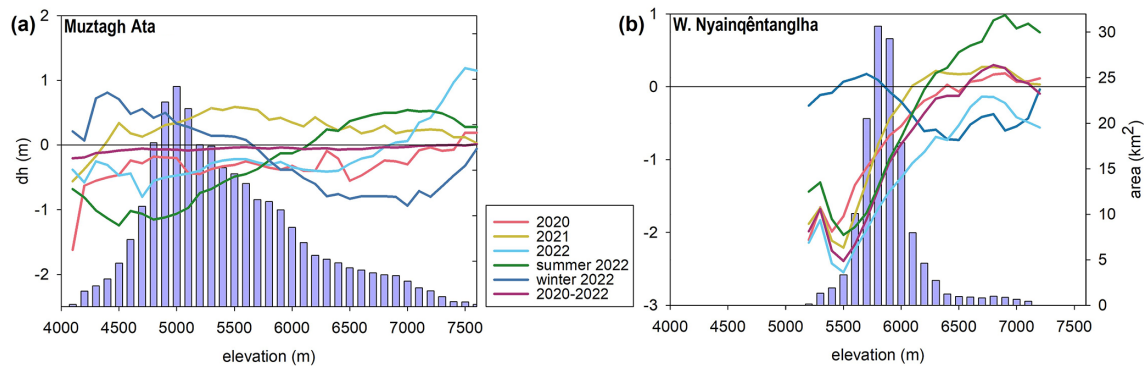 (a) Muztagh Ata
dh (m)
2
1
0
-1
-2
4000 4500 5000 5500 6000 6500 7000 7500
elevation (m)
2020
2021
2022
summer 2022
winter 2022
2020-2022
(b) W. Nyainqêntanglha
1
0
-1
-2
-3
4000 4500 5000 5500 6000 6500 7000 7500
elevation (m)
30
25
20
15
10
5
0
area (km²)